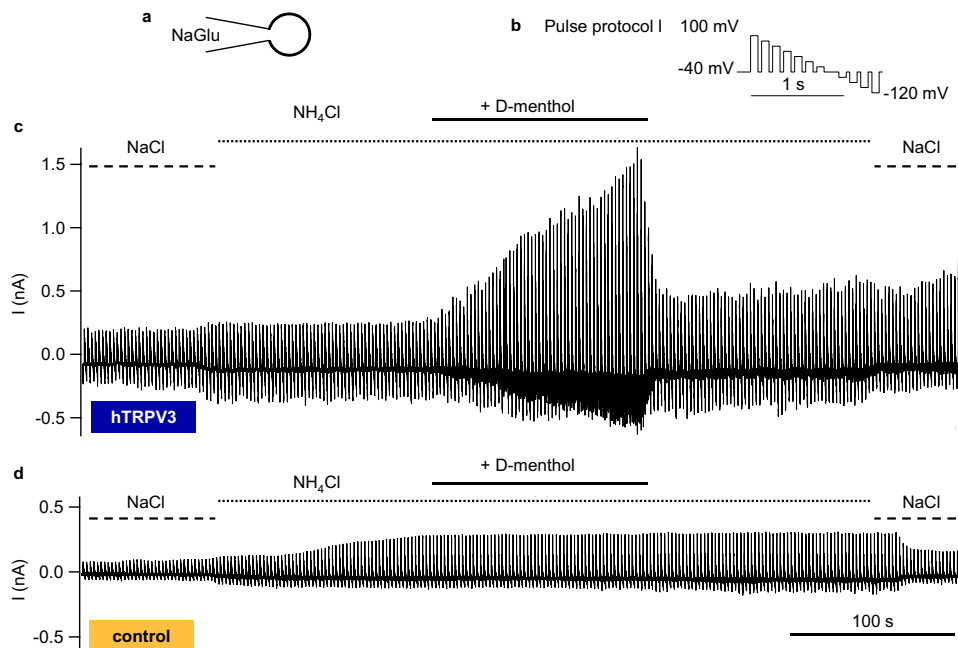 a
NaGlu
b Pulse protocol I 100 mV
-40 mV
1 s
-120 mV
+ D-menthol
c
NH₄Cl
NaCl
NaCl
1.5
1.0
0.5
0.0
-0.5
I (nA)
hTRPV3
d
+ D-menthol
NH₄Cl
NaCl
NaCl
0.5
0.0
-0.5
I (nA)
control
100 s